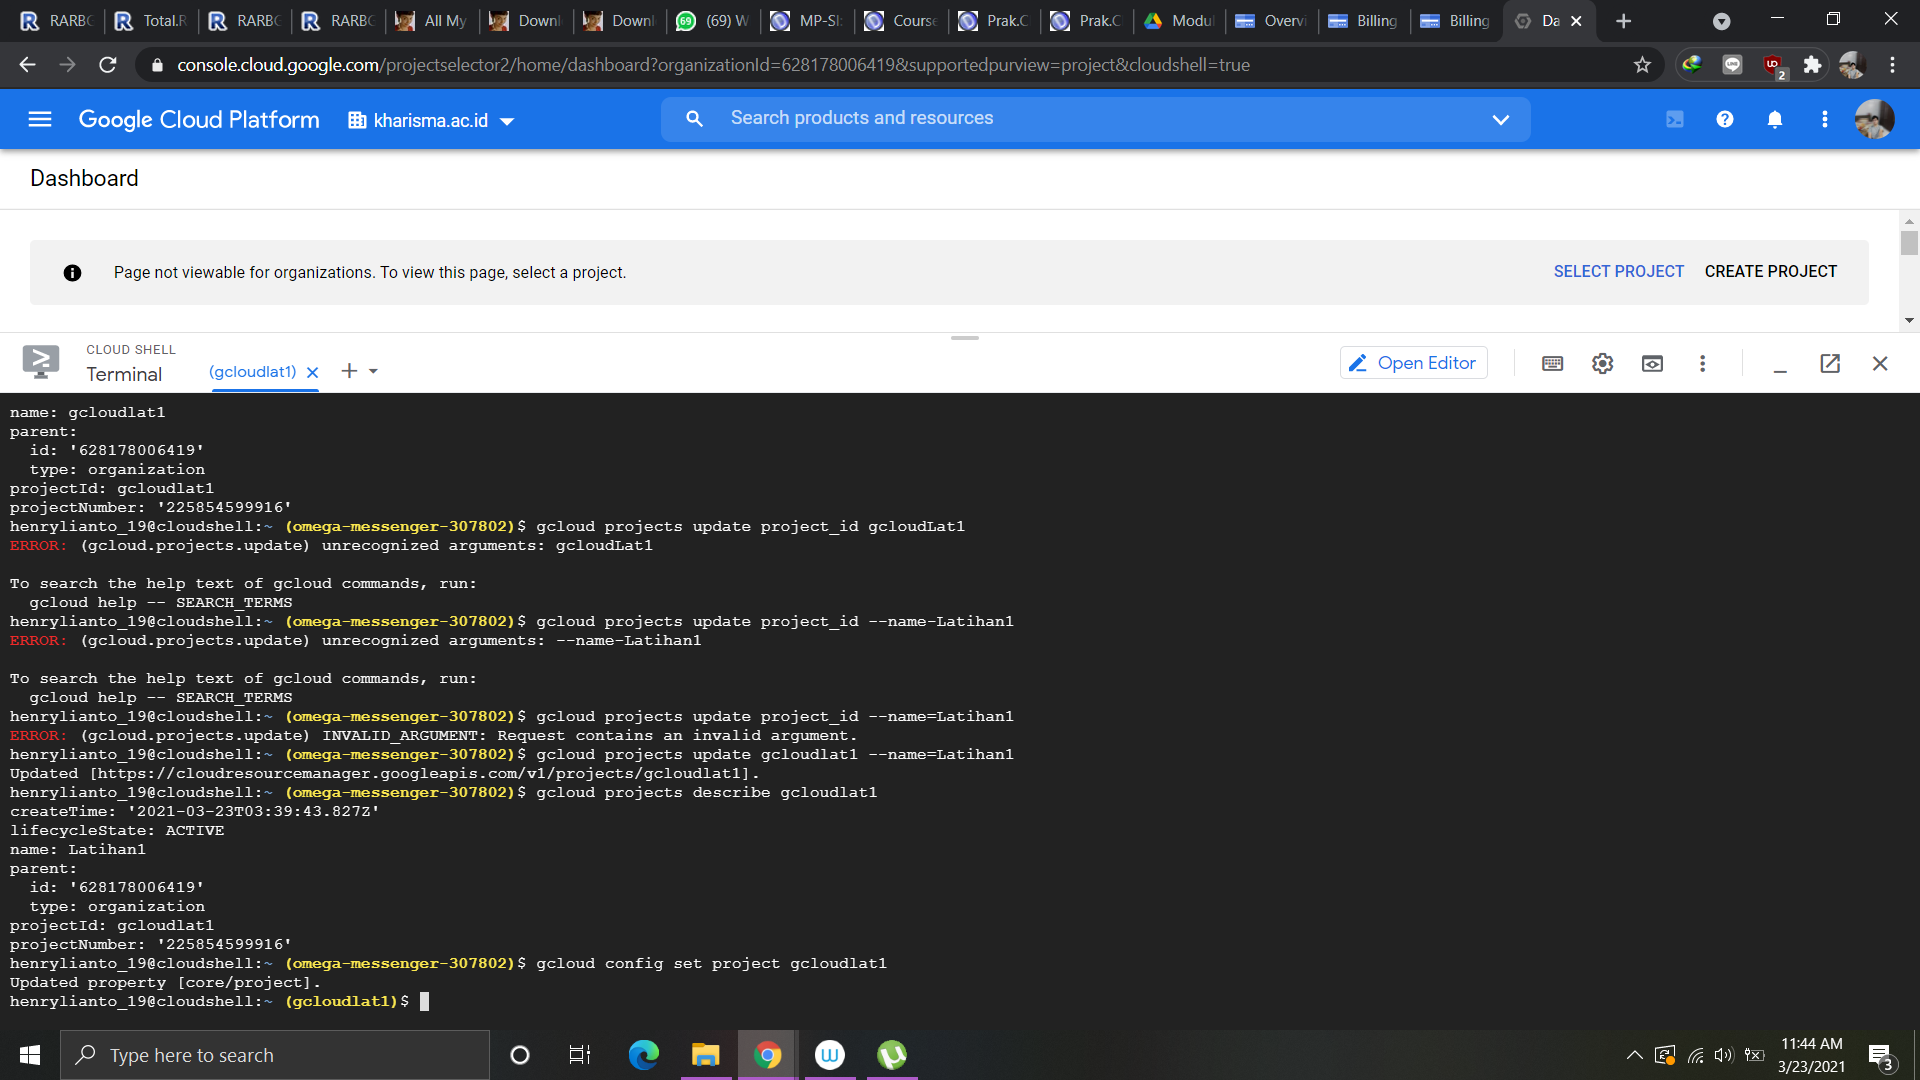 RARBG
Total.R
RARBG
RARBG
All My
Downl
Downl
(69) W
MP-SI:
Course
Prak.C
Prak.C
Modul
Overvi
Billing
Billing
Da
console.cloud.google.com/projectselector2/home/dashboard?organizationId=628178006419&supportedpurview=project&cloudshell=true
2
Google Cloud Platform
kharisma.ac.id
Search products and resources
Dashboard
Page not viewable for organizations. To view this page, select a project.
SELECT PROJECT
CREATE PROJECT
CLOUD SHELL
Terminal
(gcloudlat1)
Open Editor
name: gcloudlat1
parent:
  id: '628178006419'
  type: organization
projectId: gcloudlat1
projectNumber: '225854599916'
henrylianto_19@cloudshell:~ (omega-messenger-307802)$ gcloud projects update project_id gcloudLat1
ERROR: (gcloud.projects.update) unrecognized arguments: gcloudLat1
To search the help text of gcloud commands, run:
  gcloud help -- SEARCH_TERMS
henrylianto_19@cloudshell:~ (omega-messenger-307802)$ gcloud projects update project_id --name-Latihan1
ERROR: (gcloud.projects.update) unrecognized arguments: --name-Latihan1
To search the help text of gcloud commands, run:
  gcloud help -- SEARCH_TERMS
henrylianto_19@cloudshell:~ (omega-messenger-307802)$ gcloud projects update project_id --name=Latihan1
ERROR: (gcloud.projects.update) INVALID_ARGUMENT: Request contains an invalid argument.
henrylianto_19@cloudshell:~ (omega-messenger-307802)$ gcloud projects update gcloudlat1 --name=Latihan1
Updated [https://cloudresourcemanager.googleapis.com/v1/projects/gcloudlat1].
henrylianto_19@cloudshell:~ (omega-messenger-307802)$ gcloud projects describe gcloudlat1
createTime: '2021-03-23T03:39:43.827Z'
lifecycleState: ACTIVE
name: Latihan1
parent:
  id: '628178006419'
  type: organization
projectId: gcloudlat1
projectNumber: '225854599916'
henrylianto_19@cloudshell:~ (omega-messenger-307802)$ gcloud config set project gcloudlat1
Updated property [core/project].
henrylianto_19@cloudshell:~ (gcloudlat1)$
Type here to search
11:44 AM
3/23/2021
3